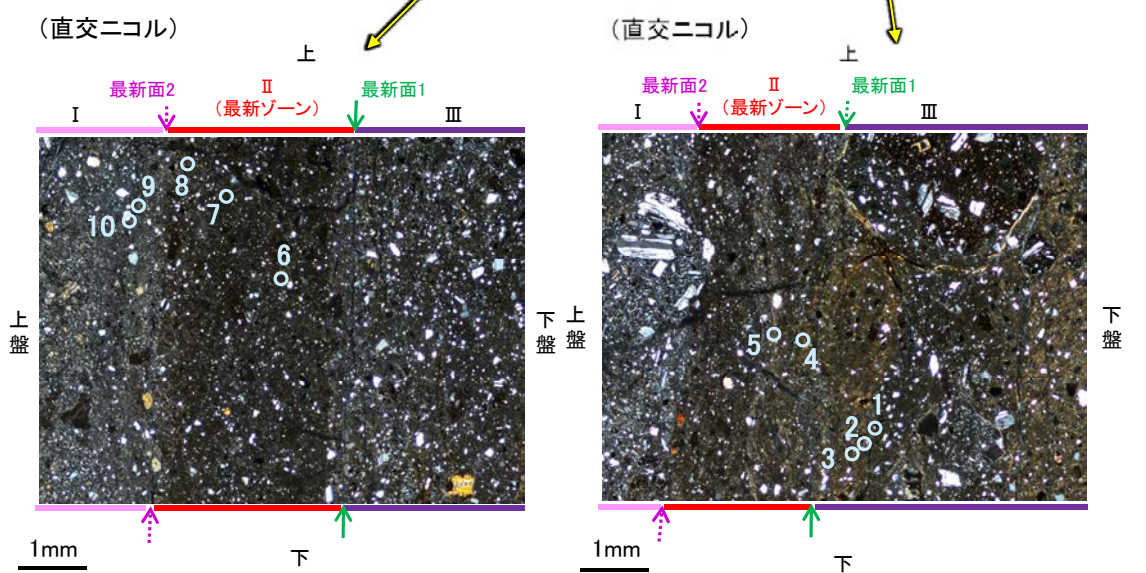 (直交ニコル)
上
最新面2
Ⅱ
(最新ゾーン)
最新面1
Ⅰ
Ⅲ
8
9
10
7
6
上盤
下盤
1mm
下
(直交ニコル)
上
最新面2
Ⅱ
(最新ゾーン)
最新面1
Ⅰ
Ⅲ
5
4
1
2
3
上盤
下盤
1mm
下